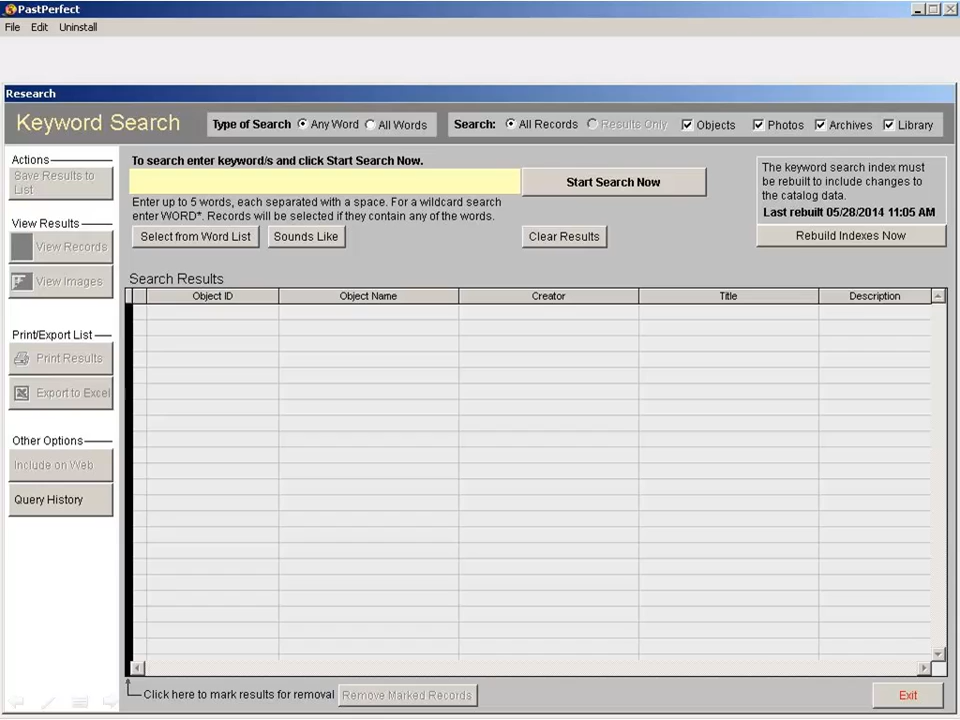 PastPerfect
File Edit Uninstall
Research
Keyword Search
Type of Search Any Word All Words
Search: All Records Results Only Objects Photos Archives Library
Actions
Save Results to
List
View Results
View Records
View Images
Print/Export List
Print Results
Export to Excel
Other Options
Include on Web
Query History
To search enter keyword/s and click Start Search Now.
Start Search Now
Enter up to 5 words, each separated with a space. For a wildcard search
enter WORD*. Records will be selected if they contain any of the words.
Select from Word List Sounds Like Clear Results
The keyword search index must
be rebuilt to include changes to
the catalog data.
Last rebuilt 05/28/2014 11:05 AM
Rebuild Indexes Now
Search Results
Object ID Object Name Creator Title Description
Click here to mark results for removal Remove Marked Records
Exit